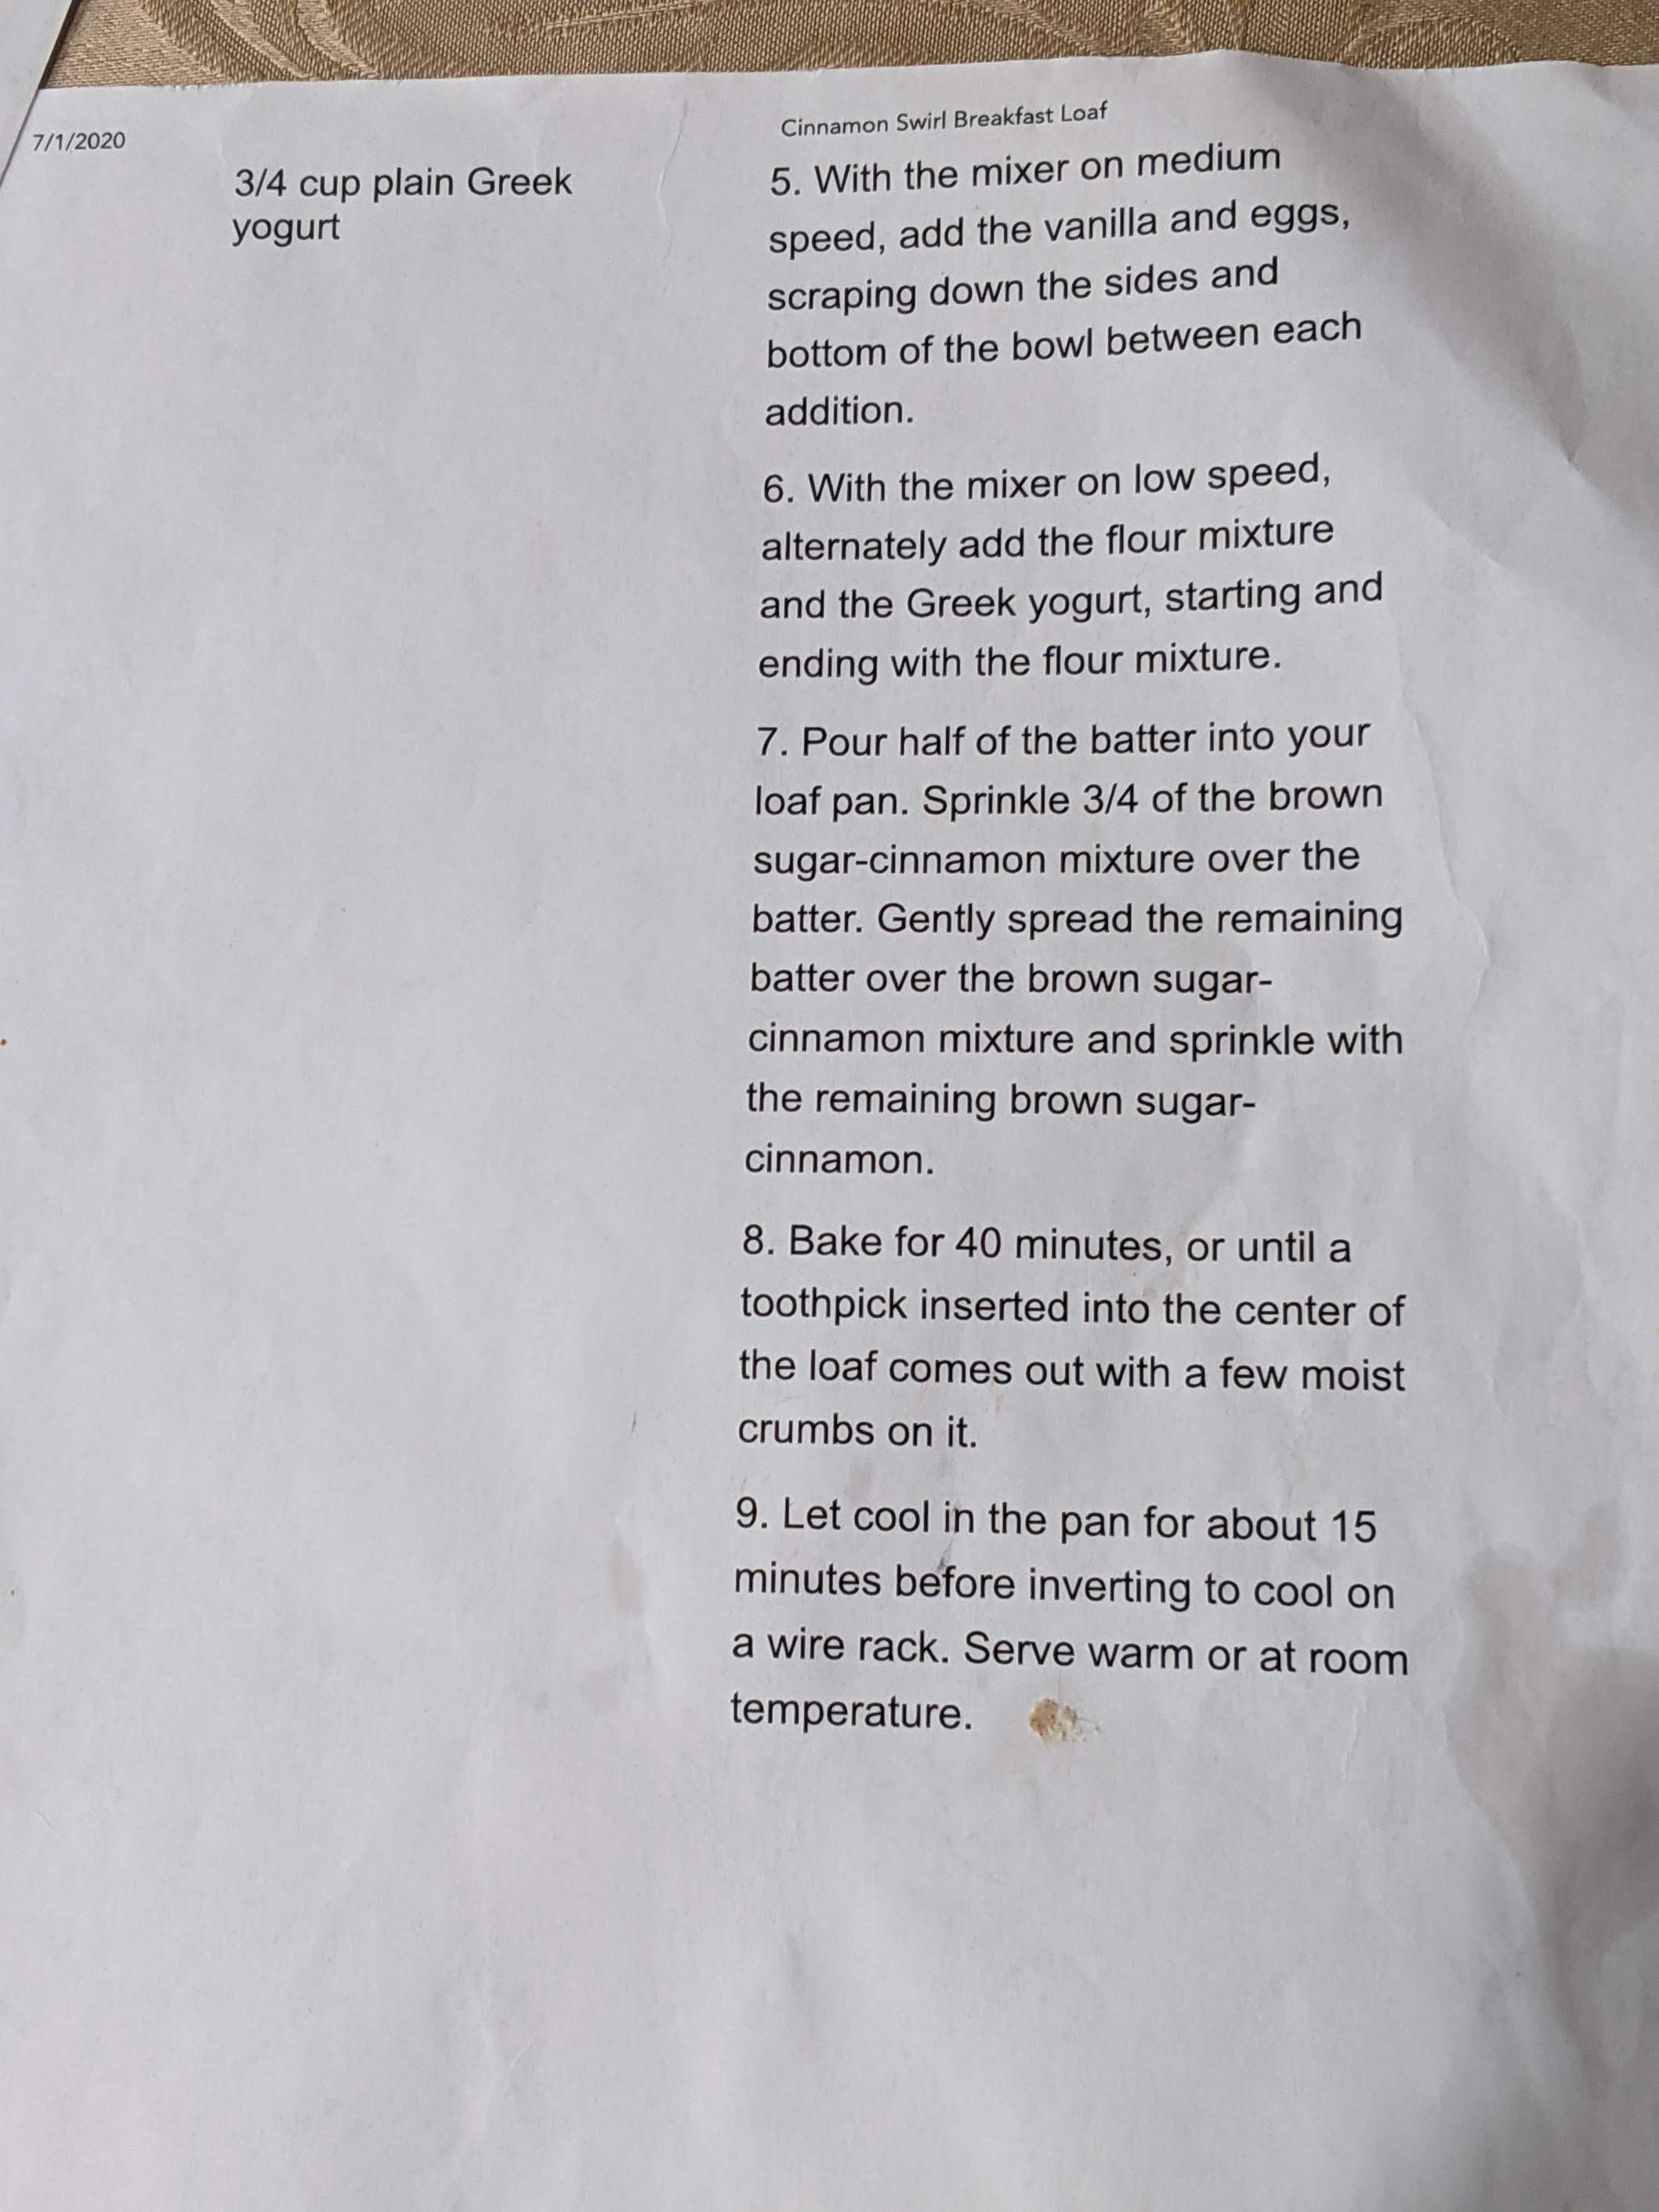 7/1/2020
Cinnamon Swirl Breakfast Loaf
3/4 cup plain Greek
yogurt
5. With the mixer on medium
speed, add the vanilla and eggs,
scraping down the sides and
bottom of the bowl between each
addition.
6. With the mixer on low speed,
alternately add the flour mixture
and the Greek yogurt, starting and
ending with the flour mixture.
7. Pour half of the batter into your
loaf pan. Sprinkle 3/4 of the brown
sugar-cinnamon mixture over the
batter. Gently spread the remaining
batter over the brown sugar-
cinnamon mixture and sprinkle with
the remaining brown sugar-
cinnamon.
8. Bake for 40 minutes, or until a
toothpick inserted into the center of
the loaf comes out with a few moist
crumbs on it.
9. Let cool in the pan for about 15
minutes before inverting to cool on
a wire rack. Serve warm or at room
temperature.